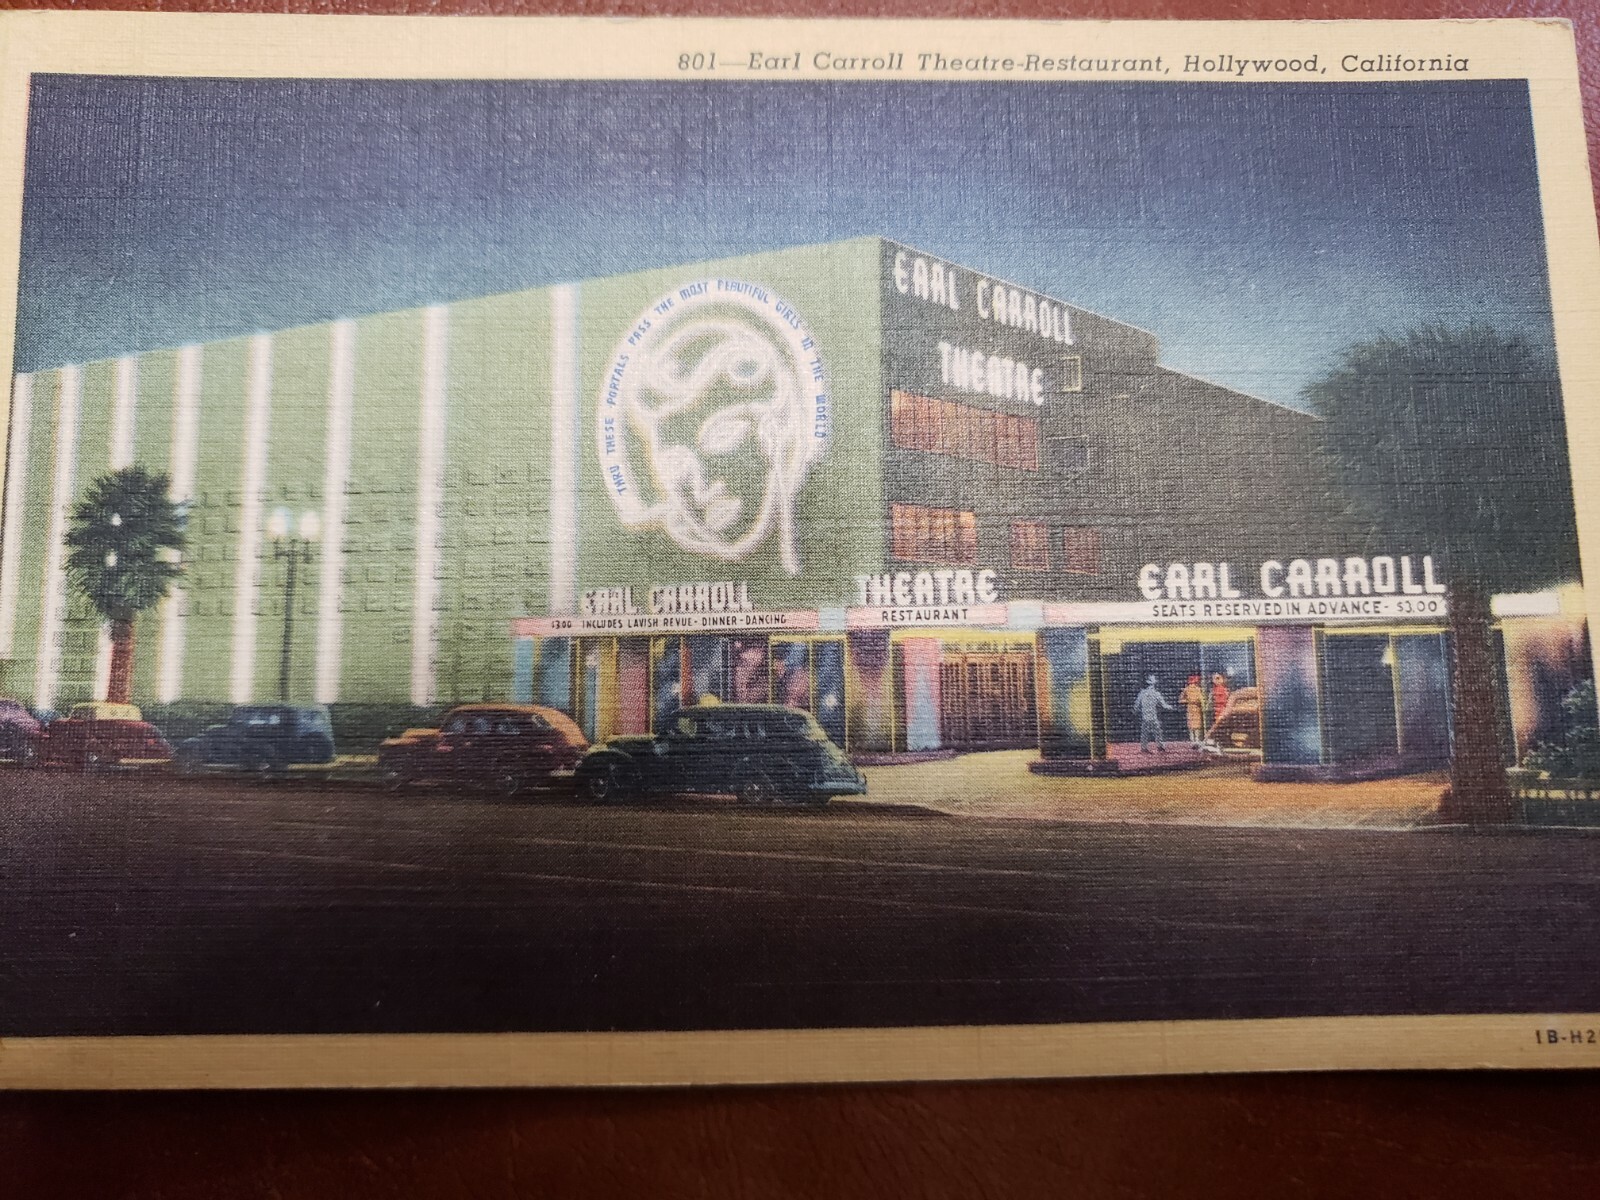 801—Earl Carroll Theatre-Restaurant, Hollywood, California
THRU THESE PORTALS PASS THE MOST BEAUTIFUL GIRLS IN THE WORLD
EARL CARROLL
THEATRE
EARL CARROLL
THEATRE
EARL CARROLL
$3.00 INCLUDES LAVISH REVUE - DINNER - DANCING
RESTAURANT
SEATS RESERVED IN ADVANCE - $3.00
1B-H2